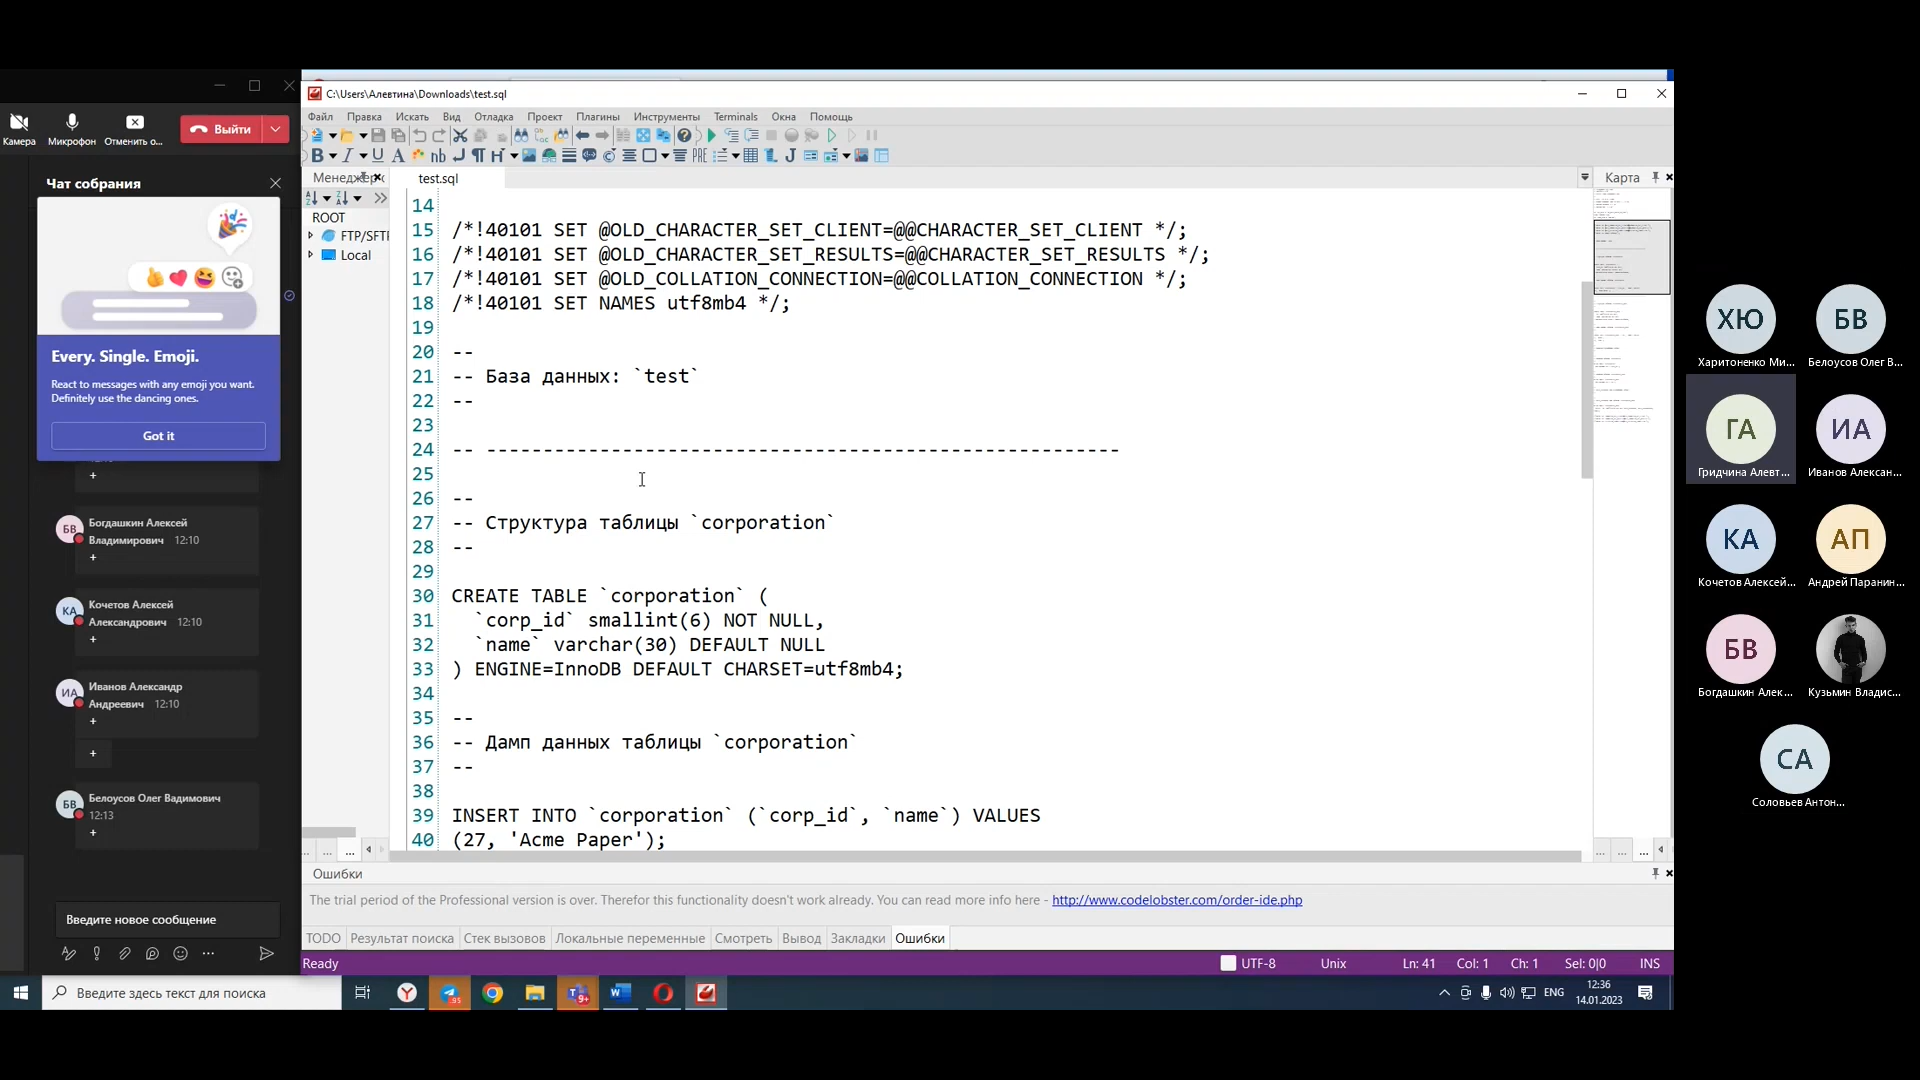 Камера
Микрофон
Отменить о...
Выйти
Чат собрания
Every. Single. Emoji.
React to messages with any emoji you want.
Definitely use the dancing ones.
Got it
+
БВ
Богдашкин Алексей
Владимирович 12:10
+
КА
Кочетов Алексей
Александрович 12:10
+
ИА
Иванов Александр
Андреевич 12:10
+
+
БВ
Белоусов Олег Вадимович
12:13
+
Введите новое сообщение
C:\Users\Алевтина\Downloads\test.sql
Файл Правка Искать Вид Отладка Проект Плагины Инструменты Terminals Окна Помощь
Менеджер
ROOT
FTP/SFTP
Local
test.sql
14
15 /*!40101 SET @OLD_CHARACTER_SET_CLIENT=@@CHARACTER_SET_CLIENT */;
16 /*!40101 SET @OLD_CHARACTER_SET_RESULTS=@@CHARACTER_SET_RESULTS */;
17 /*!40101 SET @OLD_COLLATION_CONNECTION=@@COLLATION_CONNECTION */;
18 /*!40101 SET NAMES utf8mb4 */;
19
20 --
21 -- База данных: `test`
22 --
23
24 -- --------------------------------------------------------
25
26 --
27 -- Структура таблицы `corporation`
28 --
29
30 CREATE TABLE `corporation` (
31 `corp_id` smallint(6) NOT NULL,
32 `name` varchar(30) DEFAULT NULL
33 ) ENGINE=InnoDB DEFAULT CHARSET=utf8mb4;
34
35 --
36 -- Дамп данных таблицы `corporation`
37 --
38
39 INSERT INTO `corporation` (`corp_id`, `name`) VALUES
40 (27, 'Acme Paper');
Карта
Ошибки
The trial period of the Professional version is over. Therefor this functionality doesn't work already. You can read more info here - http://www.codelobster.com/order-ide.php
TODO Результат поиска Стек вызовов Локальные переменные Смотреть Вывод Закладки Ошибки
Ready UTF-8 Unix Ln: 41 Col: 1 Ch: 1 Sel: 0|0 INS
Введите здесь текст для поиска
ENG
12:36
14.01.2023
ХЮ
Харитоненко Ми...
БВ
Белоусов Олег В...
ГА
Гридчина Алевт...
ИА
Иванов Алексан...
КА
Кочетов Алексей...
АП
Андрей Паранин...
БВ
Богдашкин Алек...
Кузьмин Владис...
СА
Соловьев Антон...